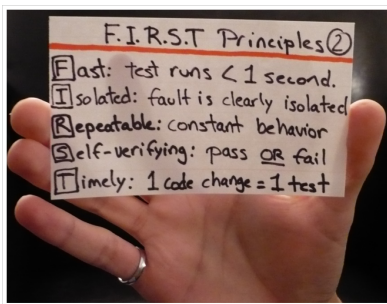 F.I.R.S.T Principles ②
Fast: test runs < 1 second.
Isolated: fault is clearly isolated
Repeatable: constant behavior
Self-verifying: pass OR fail
Timely: 1 code change = 1 test